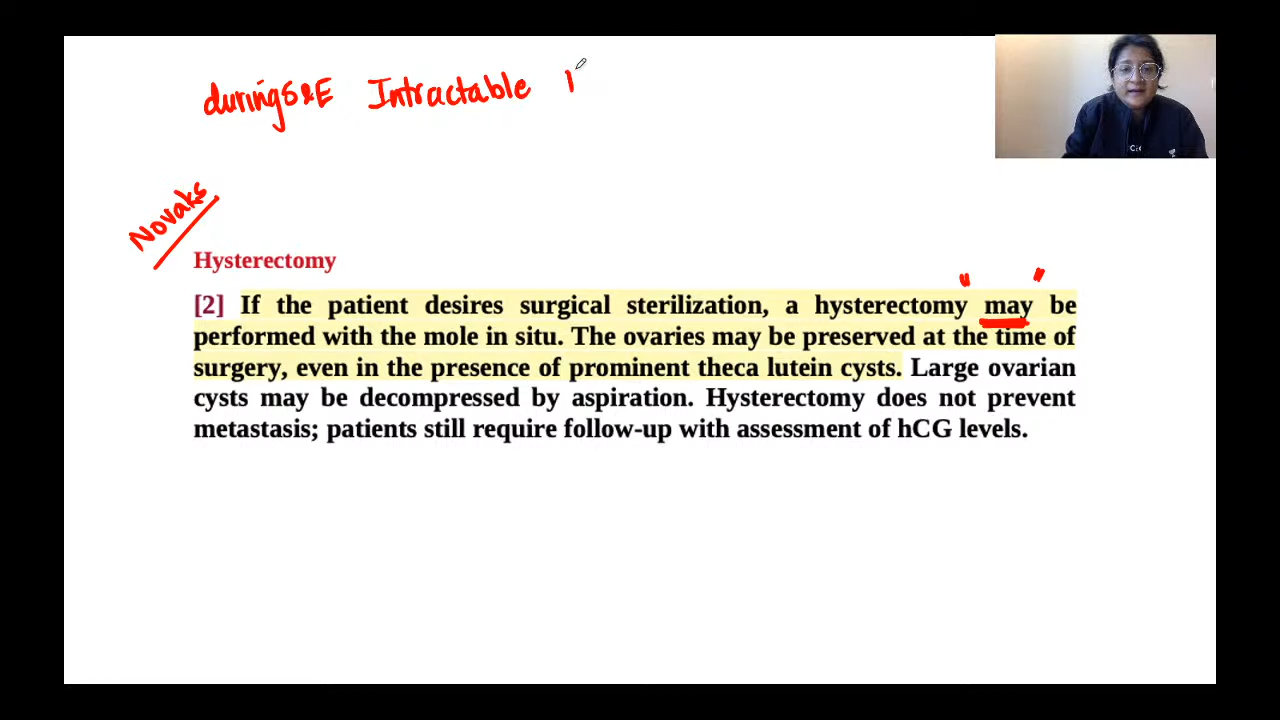 during S&E Intractable
Novaks
Hysterectomy
[2] If the patient desires surgical sterilization, a hysterectomy " may " be
performed with the mole in situ. The ovaries may be preserved at the time of
surgery, even in the presence of prominent theca lutein cysts. Large ovarian
cysts may be decompressed by aspiration. Hysterectomy does not prevent
metastasis; patients still require follow-up with assessment of hCG levels.